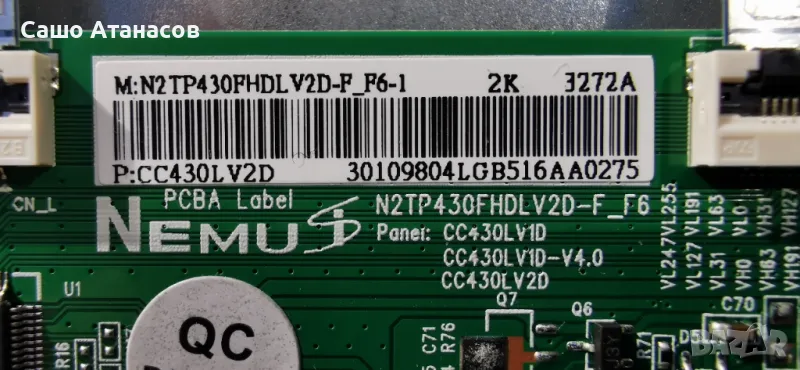 Сашо Атанасов
M:N2TP430FHDLV2D-F_F6-1 2K 3272A
P:CC430LV2D 30109804LGB516AA0275
CN_L
PCBA Label
N2TP430FHDLV2D-F_F6
NEMUS
Panel: CC430LV1D
CC430LV1D-V4.0
CC430LV2D
VL247 VL255
VL127 VL191
VL31 VL63
VH0 VL0
VH63 VH31
VH191 VH127
U1
Q7
Q6
C70
QC
R16
C71
R76
R71